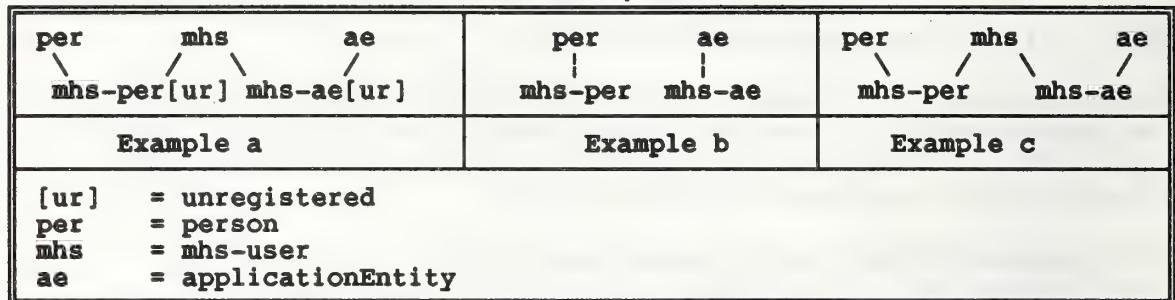 per mhs ae
mhs-per[ur] mhs-ae[ur]
Example a
per ae
mhs-per mhs-ae
Example b
per mhs ae
mhs-per mhs-ae
Example c
[ur] = unregistered
per = person
mhs = mhs-user
ae = applicationEntity